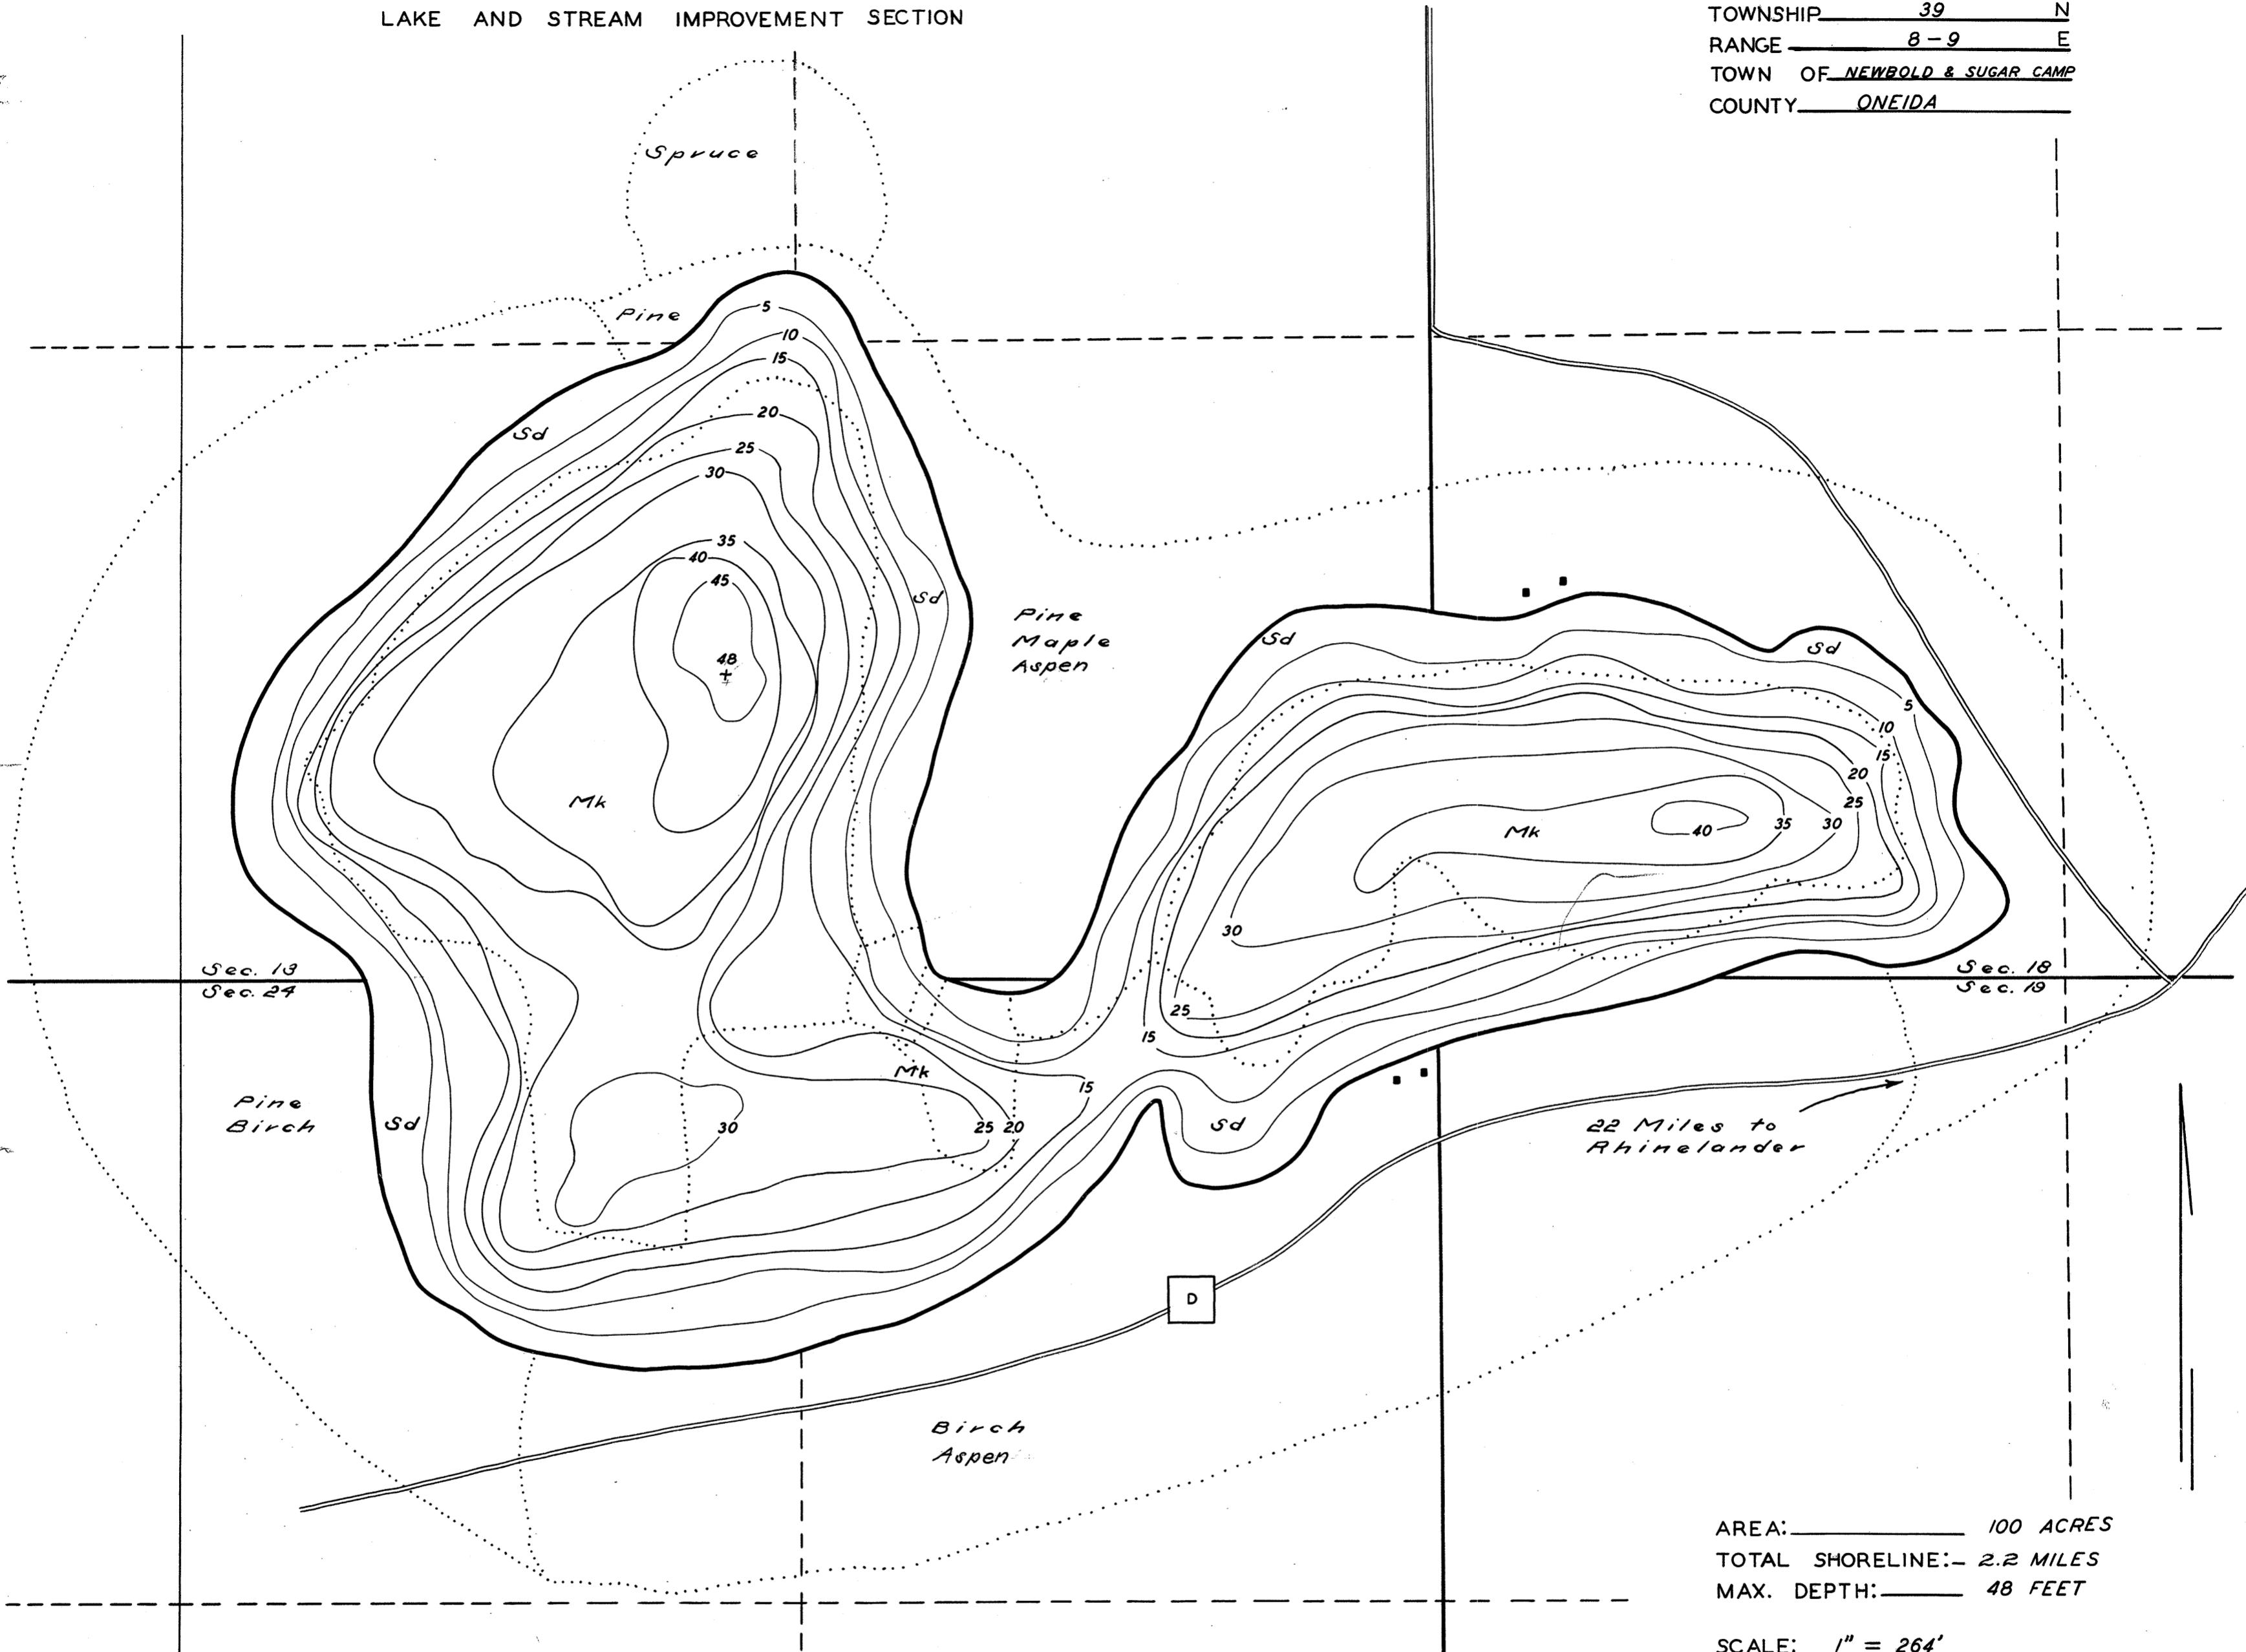 LAKE AND STREAM IMPROVEMENT SECTION
TOWNSHIP 39 N
RANGE 8-9 E
TOWN OF NEWBOLD & SUGAR CAMP
COUNTY ONEIDA
Spruce
Pine
5
10
15
20
25
30
35
40
45
48
Sd
Sd
Mk
Pine
Maple
Aspen
Sd
Sd
5
10
15
20
25
30
35
40
Mk
30
25
15
Sec. 13
Sec. 24
Sec. 18
Sec. 19
Mk
15
25
20
30
Pine
Birch
Sd
Sd
22 Miles to
Rhinelander
D
Birch
Aspen
AREA: 100 ACRES
TOTAL SHORELINE: 2.2 MILES
MAX. DEPTH: 48 FEET
SCALE: 1" = 264'